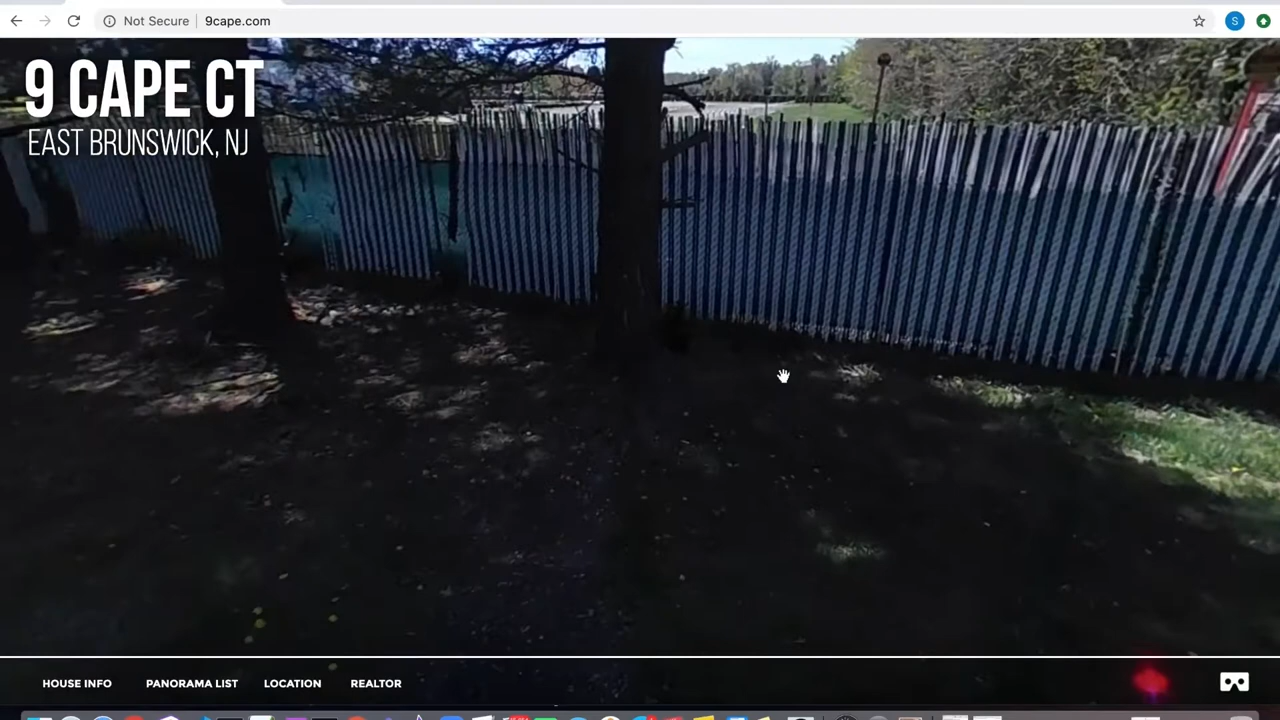 Not Secure
9cape.com
S
9 CAPE CT
EAST BRUNSWICK, NJ
HOUSE INFO
PANORAMA LIST
LOCATION
REALTOR